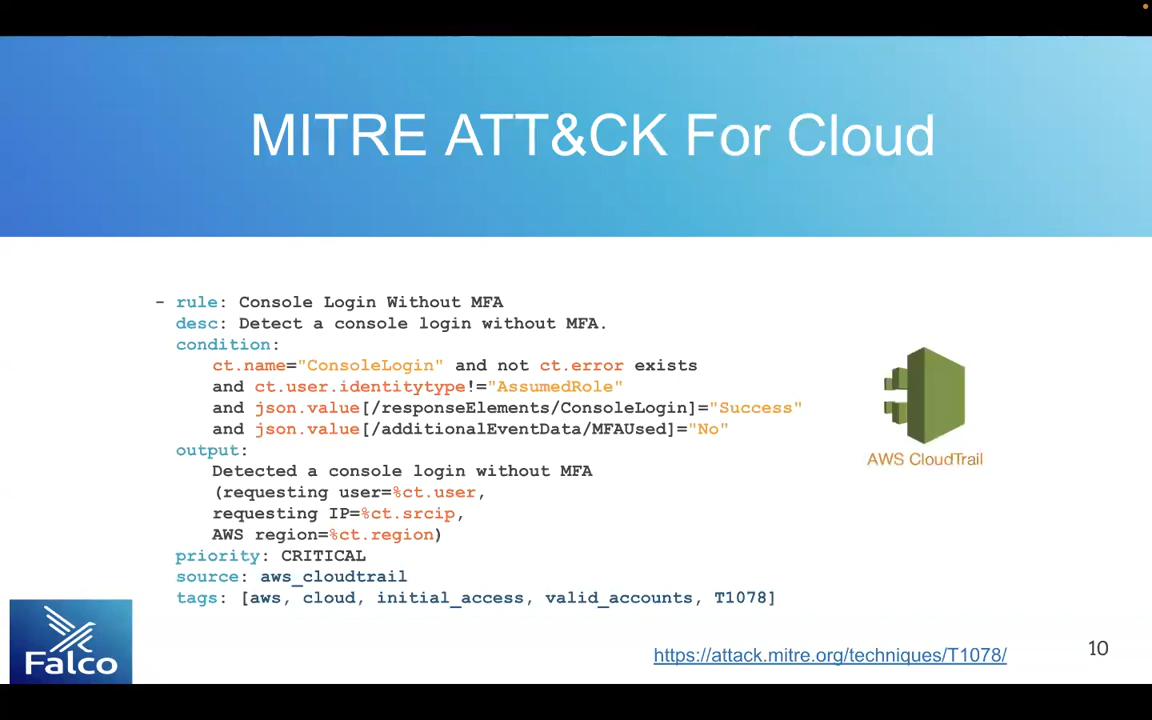 MITRE ATT&CK For Cloud
- rule: Console Login Without MFA
desc: Detect a console login without MFA.
condition:
ct.name="ConsoleLogin" and not ct.error exists
and ct.user.identitytype!="AssumedRole"
and json.value[/responseElements/ConsoleLogin]="Success"
and json.value[/additionalEventData/MFAUsed]="No"
output:
Detected a console login without MFA
(requesting user=%ct.user,
requesting IP=%ct.srcip,
AWS region=%ct.region)
priority: CRITICAL
source: aws_cloudtrail
tags: [aws, cloud, initial_access, valid_accounts, T1078]
AWS CloudTrail
Falco
https://attack.mitre.org/techniques/T1078/
10